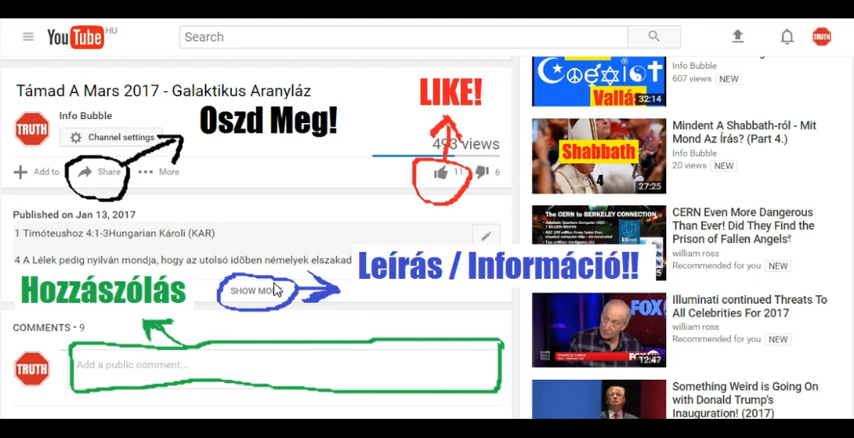 YouTube HU
Search
TRUTH
Támad A Mars 2017 - Galaktikus Aranyláz
Info Bubble
TRUTH
Channel settings
Oszd Meg!
LIKE!
493 views
Add to
Share
More
11
6
Published on Jan 13, 2017
1 Timóteushoz 4:1-3Hungarian Károli (KAR)
4 A Lélek pedig nyilván mondja, hogy az utolsó időben némelyek elszakad
Leírás / Információ!!
Hozzászólás
SHOW MO
COMMENTS • 9
TRUTH
Add a public comment...
Vallás
32:14
Info Bubble
607 views NEW
Shabbath
4
27:25
Mindent A Shabbath-ról - Mit
Mond Az Írás? (Part 4.)
Info Bubble
20 views NEW
The CERN to BERKELEY CONNECTION
CERN Even More Dangerous
Than Ever! Did They Find the
Prison of Fallen Angels"
william ross
Recommended for you NEW
FOX
12:47
Illuminati continued Threats To
All Celebrities For 2017
william ross
Recommended for you NEW
Something Weird is Going On
with Donald Trump's
Inauguration! (2017)